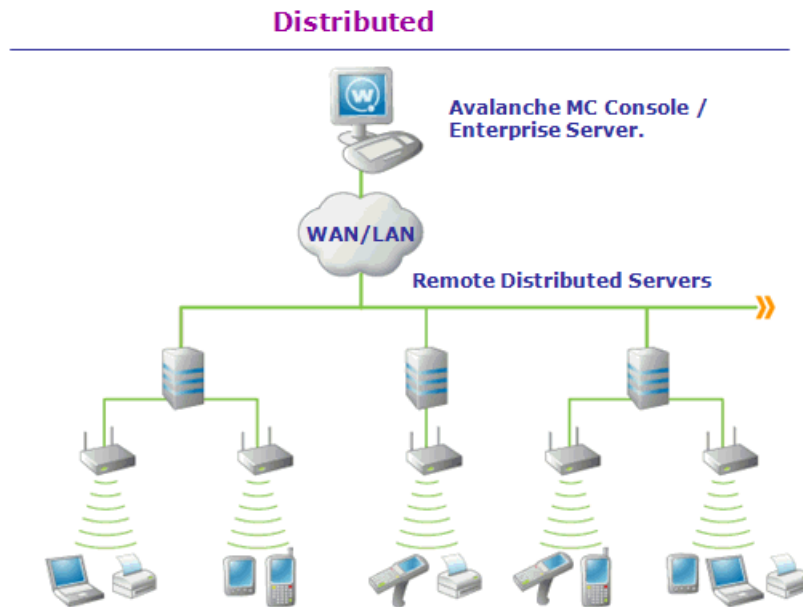 Distributed
W
Avalanche MC Console /
Enterprise Server.
WAN/LAN
Remote Distributed Servers